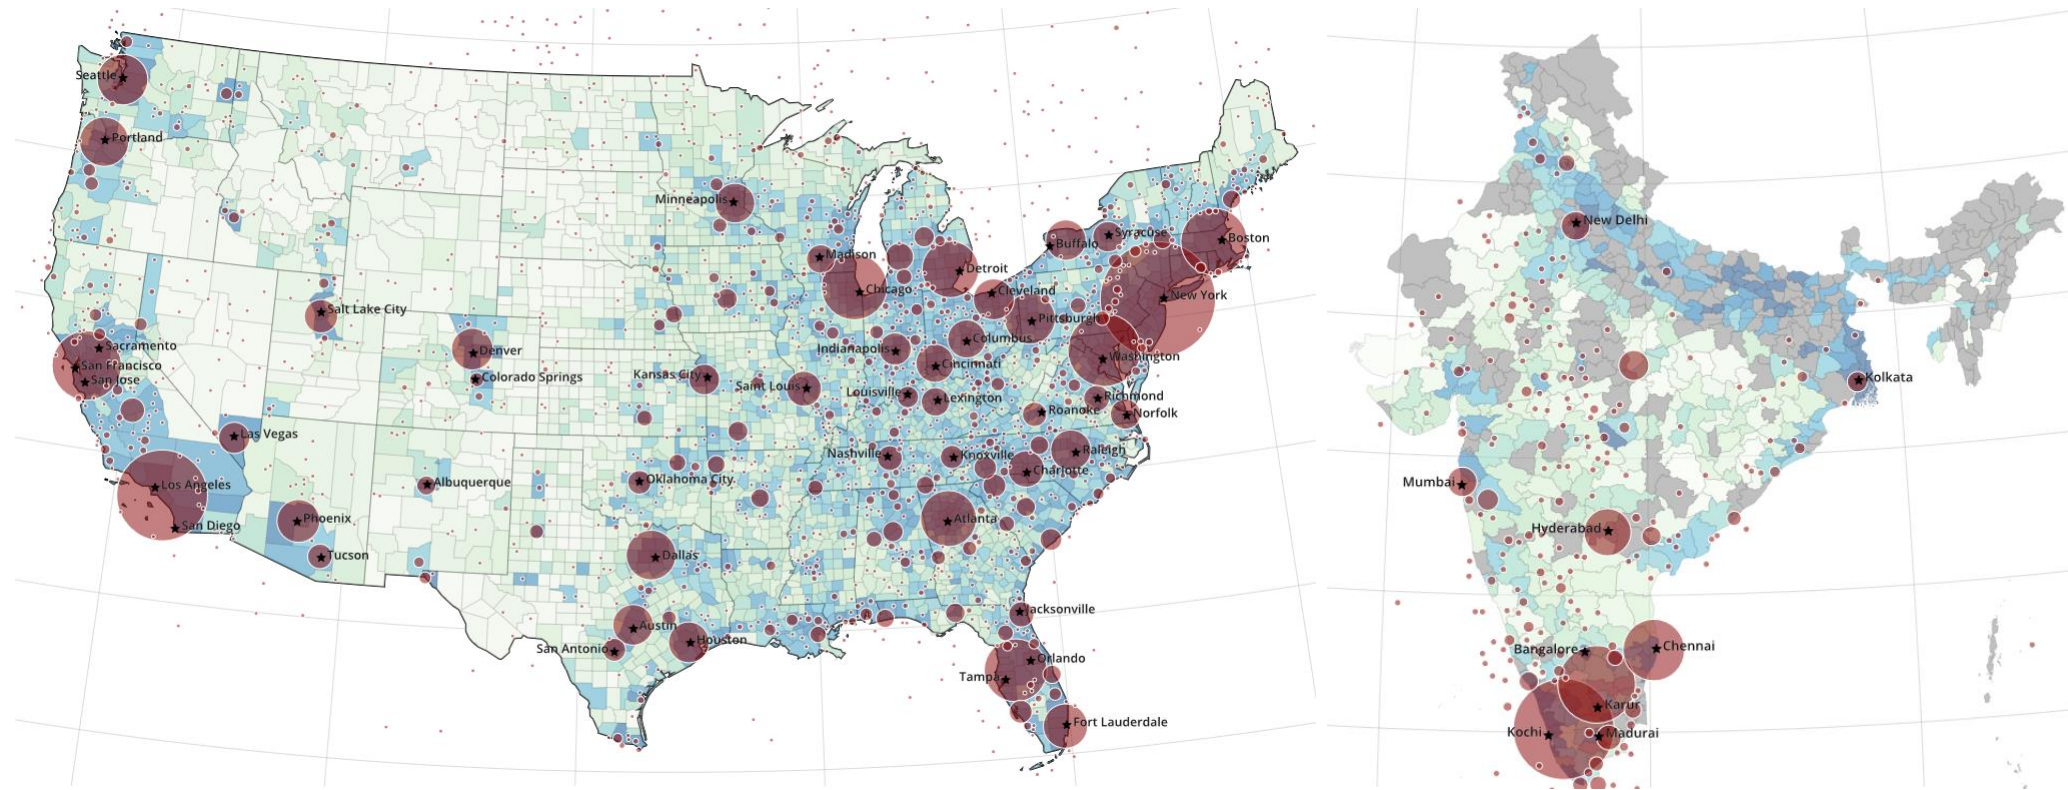 Seattle
Portland
Minneapolis
Buffalo
Syracuse
Boston
Madison
Detroit
Chicago
Cleveland
New York
Salt Lake City
Pittsburgh
Sacramento
Denver
Indianapolis
Columbus
Washington
San Francisco
San Jose
Colorado Springs
Kansas City
Saint Louis
Cincinnati
Louisville
Lexington
Richmond
Roanoke
Norfolk
Las Vegas
Nashville
Knoxville
Raleigh
Charlotte
Los Angeles
Albuquerque
Oklahoma City
San Diego
Phoenix
Atlanta
Tucson
Dallas
Jacksonville
Austin
Houston
San Antonio
Orlando
Tampa
Fort Lauderdale
New Delhi
Kolkata
Mumbai
Hyderabad
Bangalore
Chennai
Karur
Kochi
Madurai